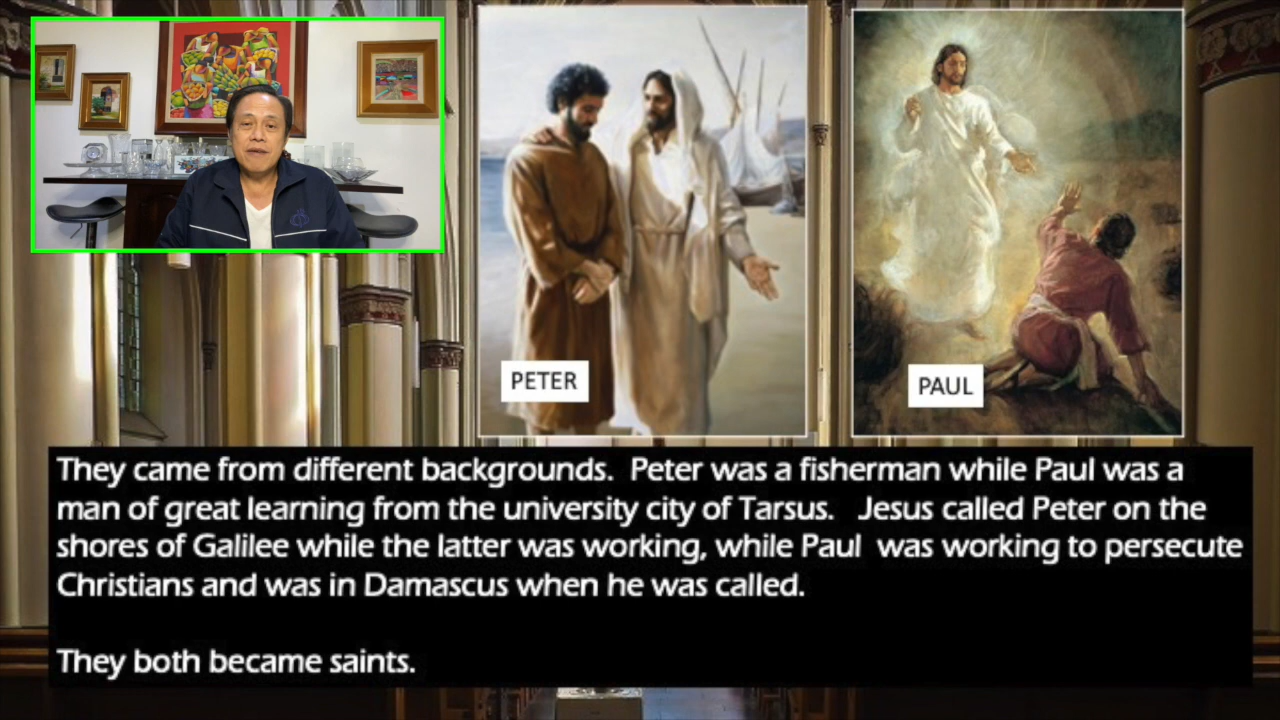 PETER
PAUL
They came from different backgrounds. Peter was a fisherman while Paul was a
man of great learning from the university city of Tarsus. Jesus called Peter on the
shores of Galilee while the latter was working, while Paul was working to persecute
Christians and was in Damascus when he was called.
They both became saints.